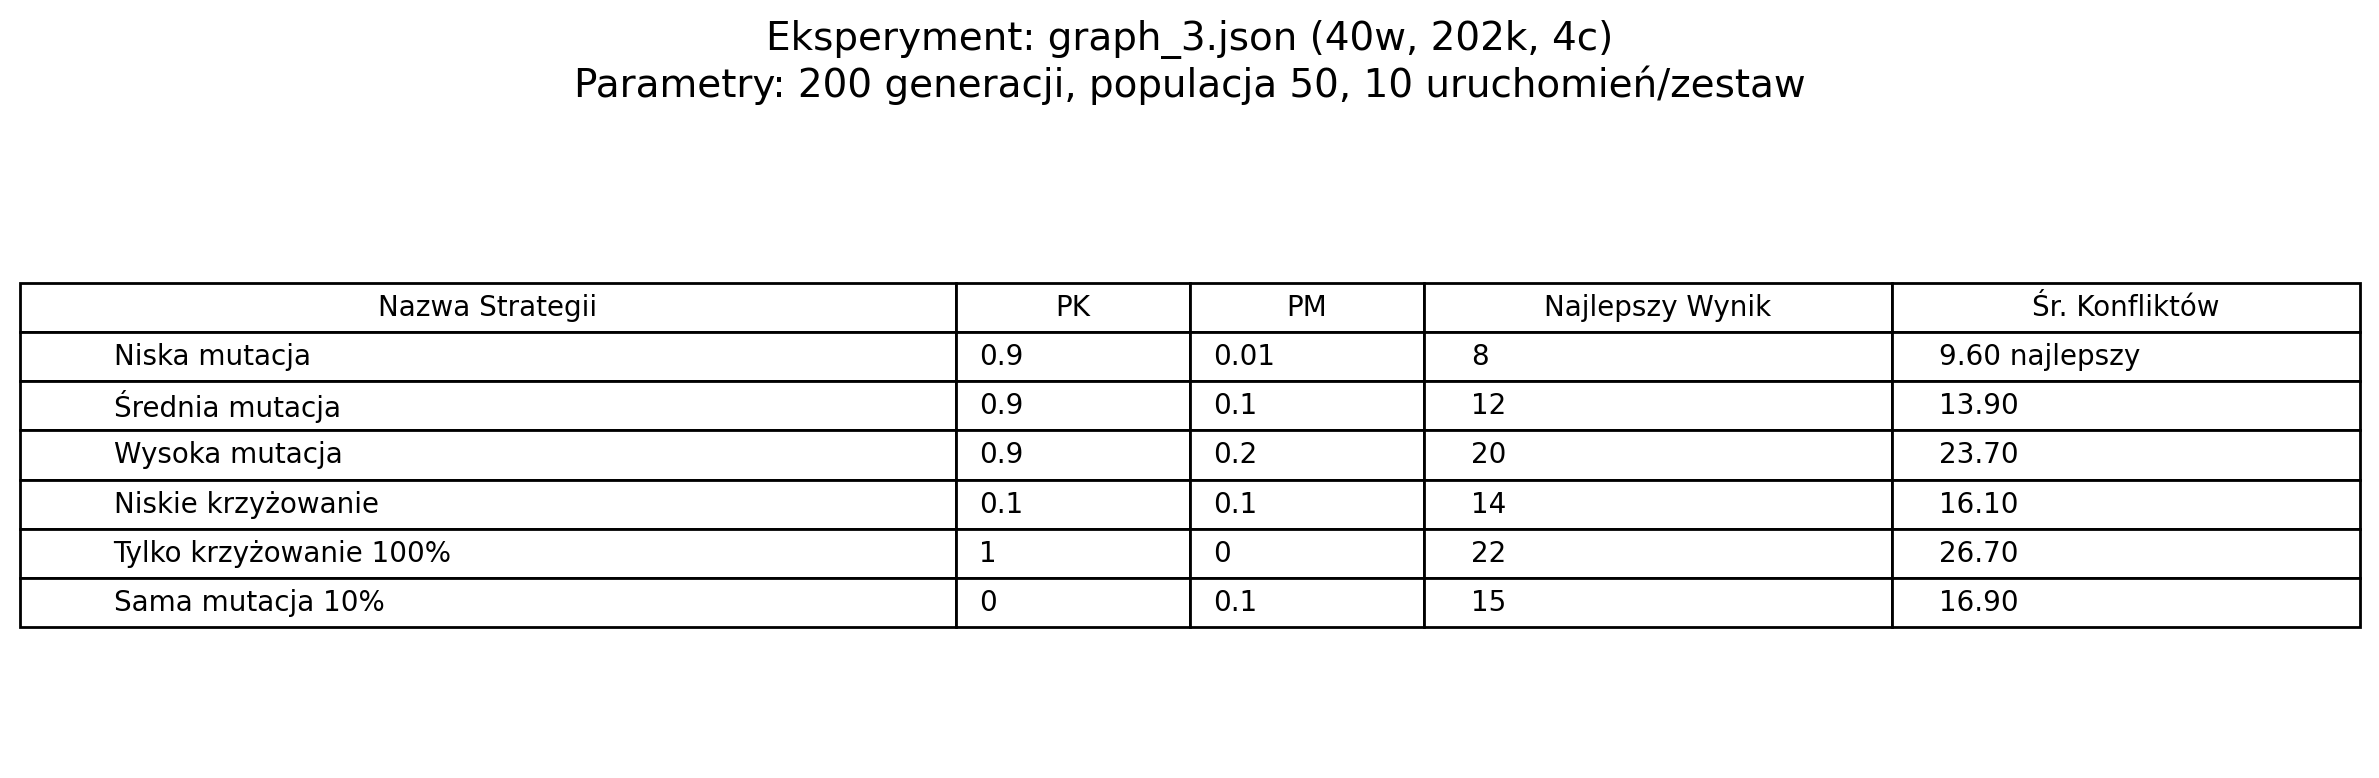 Eksperyment: graph_3.json (40w, 202k, 4c)
Parametry: 200 generacji, populacja 50, 10 uruchomień/zestaw
Nazwa Strategii PK PM Najlepszy Wynik Śr. Konfliktów
Niska mutacja 0.9 0.01 8 9.60 najlepszy
Średnia mutacja 0.9 0.1 12 13.90
Wysoka mutacja 0.9 0.2 20 23.70
Niskie krzyżowanie 0.1 0.1 14 16.10
Tylko krzyżowanie 100% 1 0 22 26.70
Sama mutacja 10% 0 0.1 15 16.90